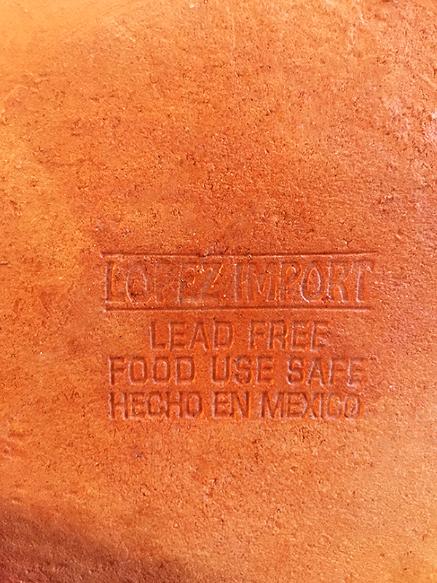 LOPEZ IMPORT
LEAD FREE
FOOD USE SAFE
HECHO EN MEXICO